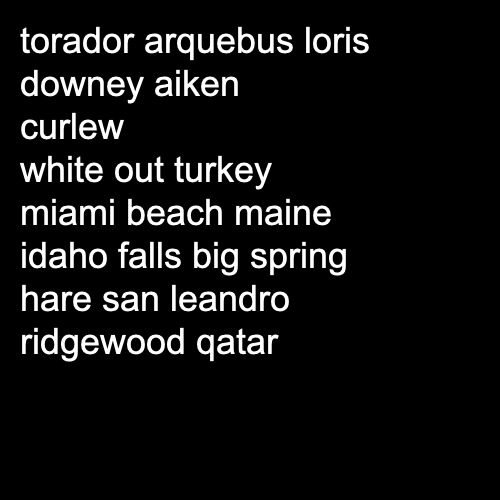 torador arquebus loris
downey aiken
curlew
white out turkey
miami beach maine
idaho falls big spring
hare san leandro
ridgewood qatar